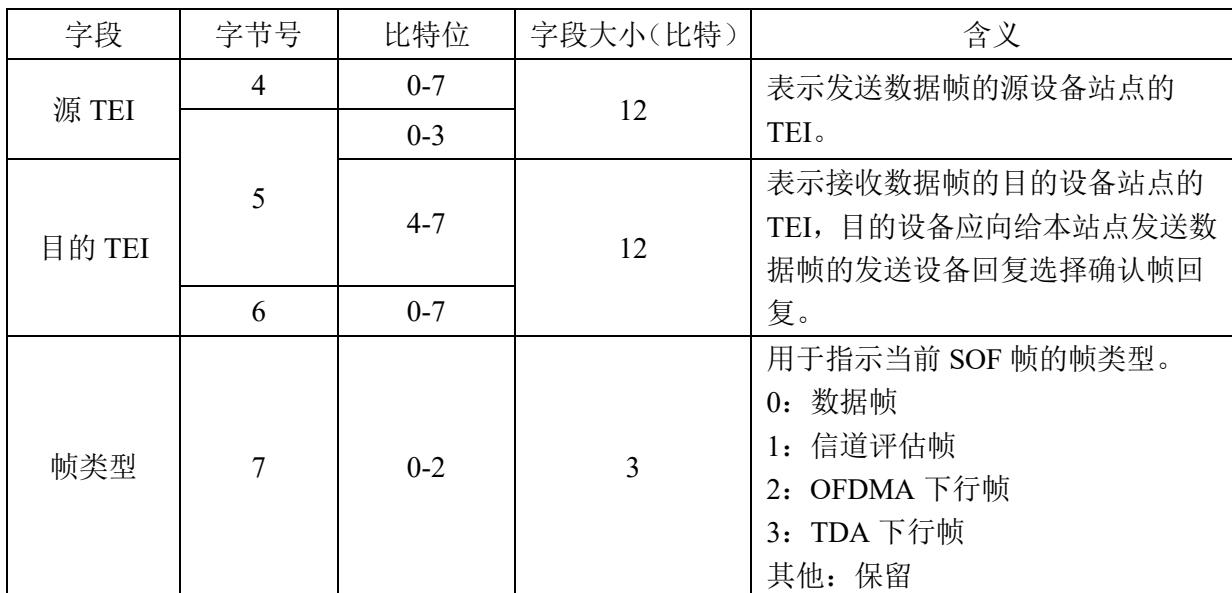 字段 字节号 比特位 字段大小（比特） 含义
源 TEI 4 0-7 12 表示发送数据帧的源设备站点的
TEI。
5 0-3
目的 TEI 4-7 12 表示接收数据帧的目的设备站点的
TEI，目的设备应向给本站点发送数
据帧的发送设备回复选择确认帧回
复。
6 0-7
帧类型 7 0-2 3 用于指示当前 SOF 帧的帧类型。
0：数据帧
1：信道评估帧
2：OFDMA 下行帧
3：TDA 下行帧
其他：保留